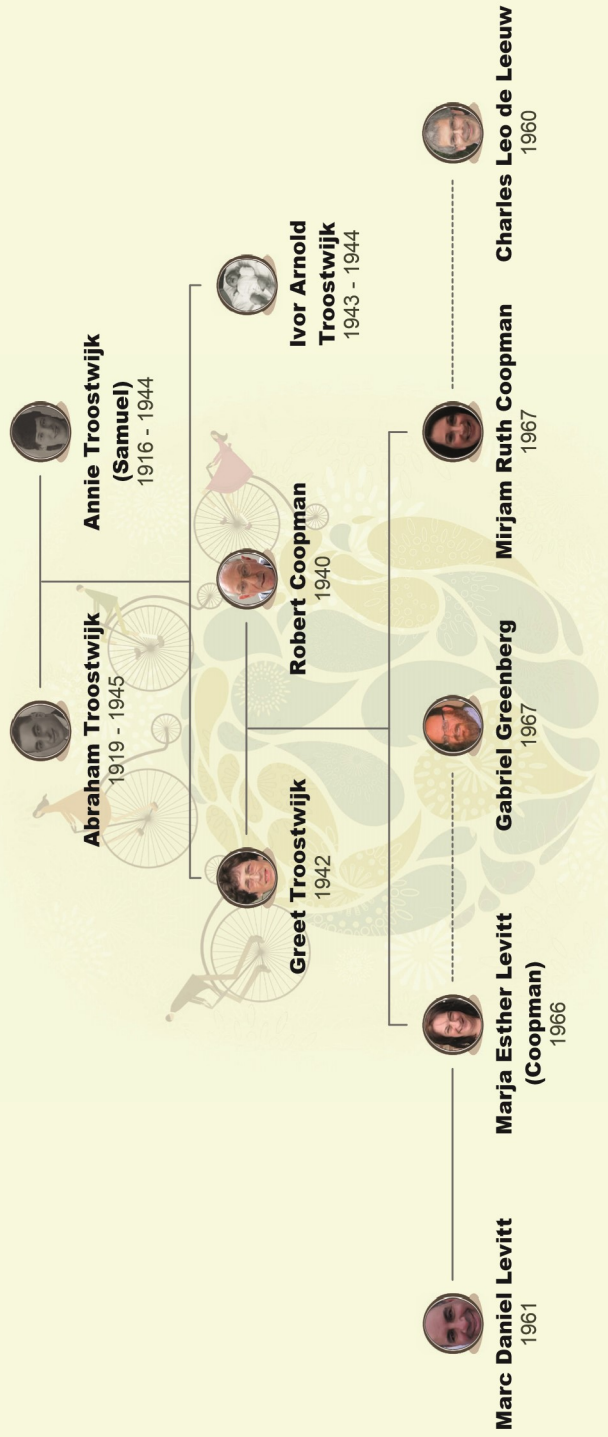 Abraham Troostwijk
1919 - 1945
Annie Troostwijk
(Samuel)
1916 - 1944
Greet Troostwijk
1942
Robert Coopman
1940
Ivor Arnold
Troostwijk
1943 - 1944
Marc Daniel Levitt
1961
Marja Esther Levitt
(Coopman)
1966
Gabriel Greenberg
1967
Mirjam Ruth Coopman
1967
Charles Leo de Leeuw
1960